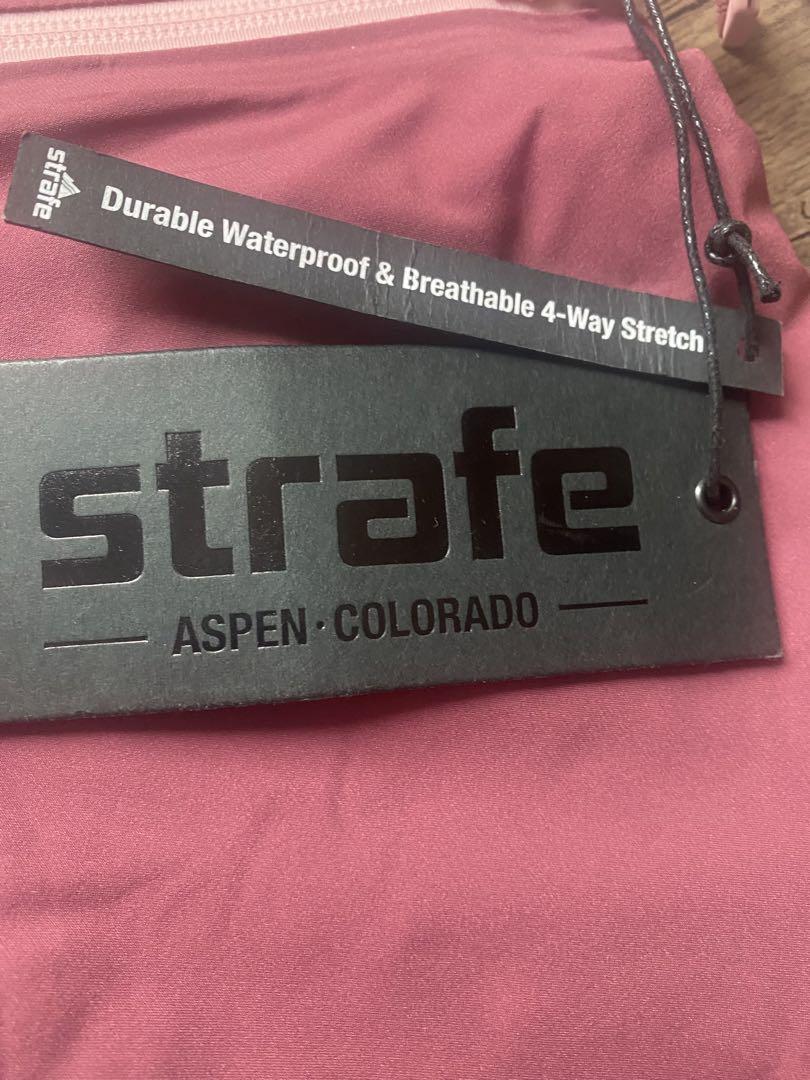 strafe
Durable Waterproof & Breathable 4-Way Stretch
strafe
ASPEN · COLORADO